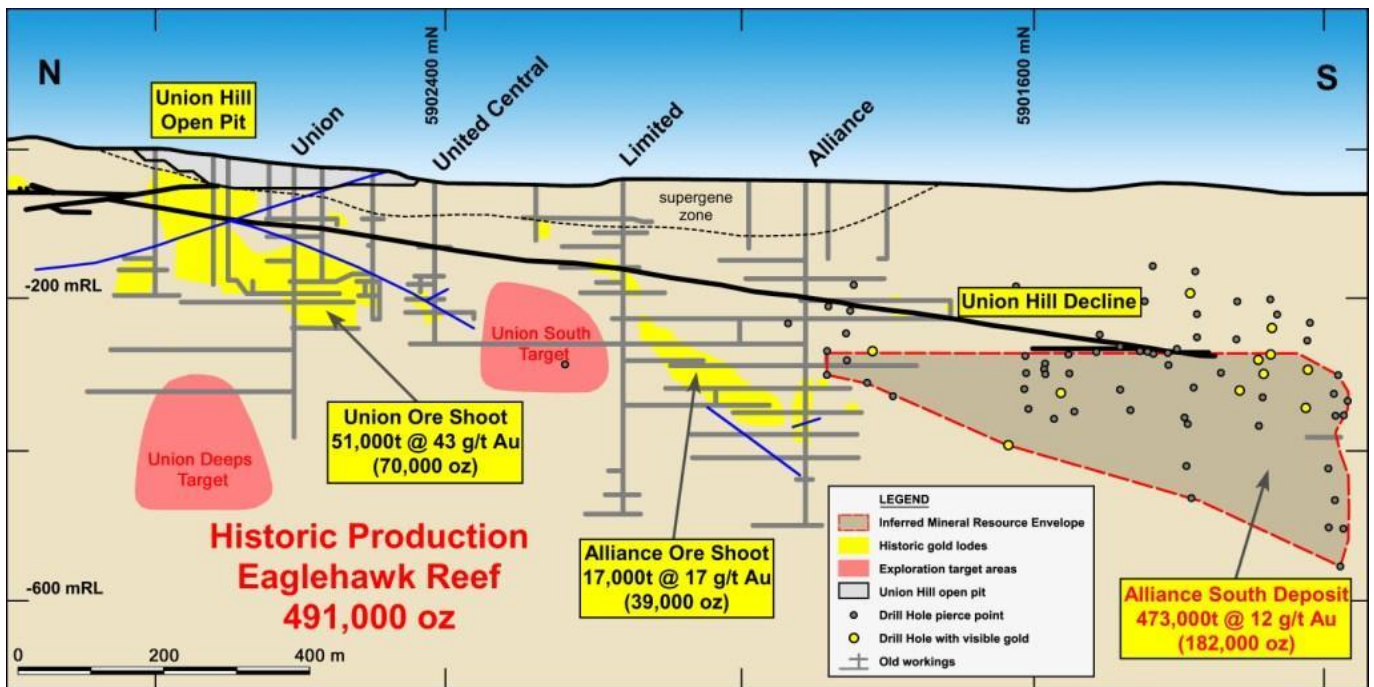 N
S
Union Hill
Open Pit
Union
5902400 mN
United Central
Limited
Alliance
5901600 mN
supergene
zone
-200 mRL
Union Hill Decline
Union South
Target
Union Ore Shoot
51,000t @ 43 g/t Au
(70,000 oz)
Union Deeps
Target
Historic Production
Eaglehawk Reef
491,000 oz
Alliance Ore Shoot
17,000t @ 17 g/t Au
(39,000 oz)
LEGEND
Inferred Mineral Resource Envelope
Historic gold lodes
Exploration target areas
Union Hill open pit
Drill Hole pierce point
Drill Hole with visible gold
Old workings
Alliance South Deposit
473,000t @ 12 g/t Au
(182,000 oz)
-600 mRL
0 200 400 m